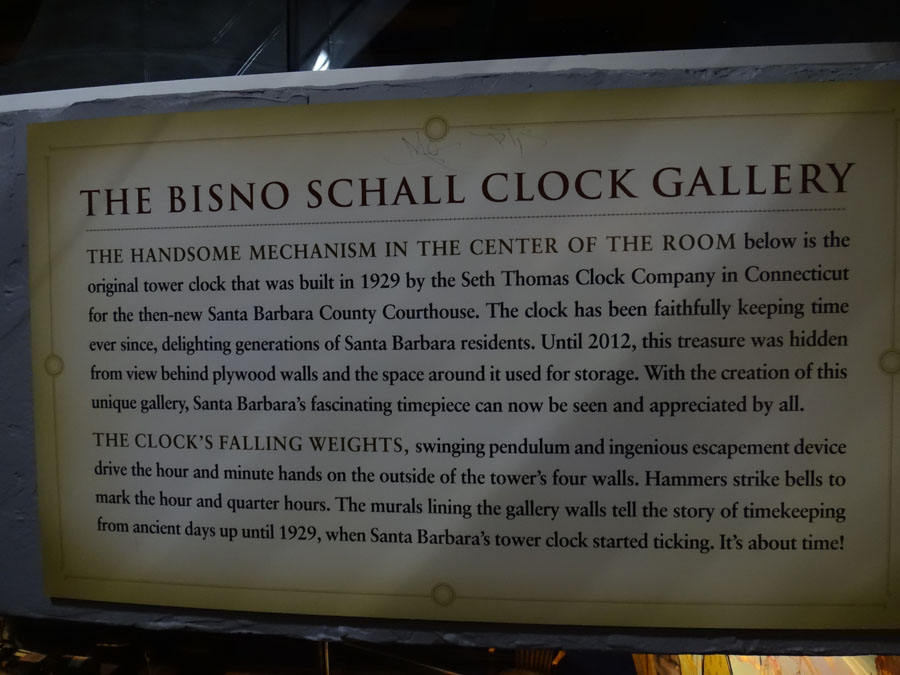 THE BISNO SCHALL CLOCK GALLERY
THE HANDSOME MECHANISM IN THE CENTER OF THE ROOM below is the
original tower clock that was built in 1929 by the Seth Thomas Clock Company in Connecticut
for the then-new Santa Barbara County Courthouse. The clock has been faithfully keeping time
ever since, delighting generations of Santa Barbara residents. Until 2012, this treasure was hidden
from view behind plywood walls and the space around it used for storage. With the creation of this
unique gallery, Santa Barbara's fascinating timepiece can now be seen and appreciated by all.
THE CLOCK'S FALLING WEIGHTS, swinging pendulum and ingenious escapement device
drive the hour and minute hands on the outside of the tower's four walls. Hammers strike bells to
mark the hour and quarter hours. The murals lining the gallery walls tell the story of timekeeping
from ancient days up until 1929, when Santa Barbara's tower clock started ticking. It's about time!